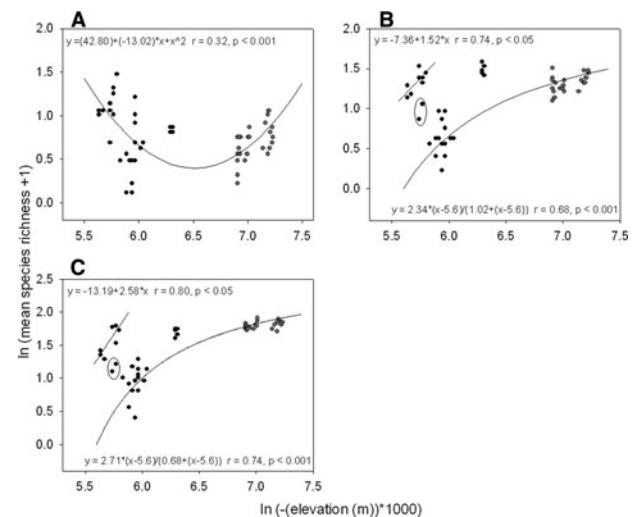 A
B
y =(42.80)+(-13.02)*x+x^2 r = 0.32, p < 0.001
y = -7.36+1.52*x r = 0.74, p < 0.05
2.0
1.5
1.0
0.5
0.0
2.0
1.5
1.0
0.5
0.0
y = 2.34*(x-5.6)/(1.02+(x-5.6)) r = 0.68, p < 0.001
5.5 6.0 6.5 7.0 7.5
5.5 6.0 6.5 7.0 7.5
C
y = -13.19+2.58*x r = 0.80, p < 0.05
2.5
2.0
1.5
1.0
0.5
0.0
y = 2.71*(x-5.6)/(0.68+(x-5.6)) r = 0.74, p < 0.001
5.5 6.0 6.5 7.0 7.5
ln (mean species richness +1)
ln (-(elevation (m))*1000)